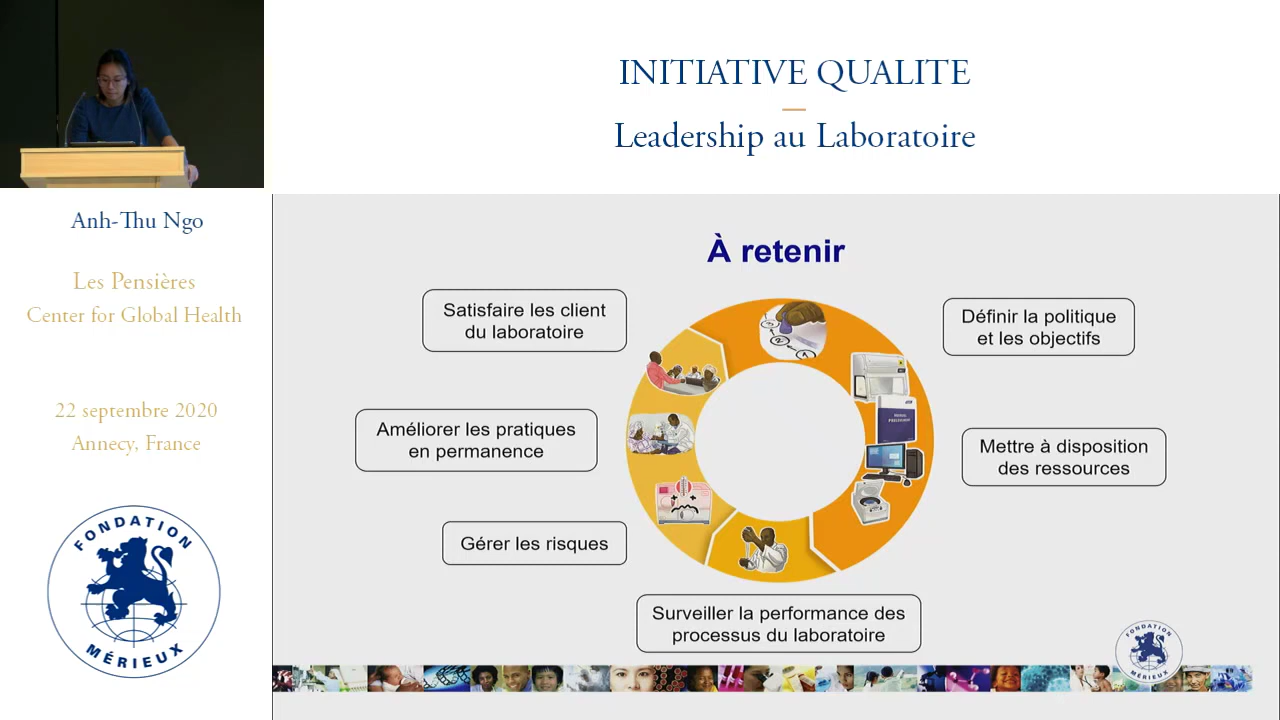 INITIATIVE QUALITE
Leadership au Laboratoire
Anh-Thu Ngo
Les Pensières
Center for Global Health
22 septembre 2020
Annecy, France
FONDATION
MÉRIEUX
À retenir
Satisfaire les client
du laboratoire
Définir la politique
et les objectifs
Améliorer les pratiques
en permanence
Mettre à disposition
des ressources
Gérer les risques
Surveiller la performance des
processus du laboratoire
FONDATION
MÉRIEUX